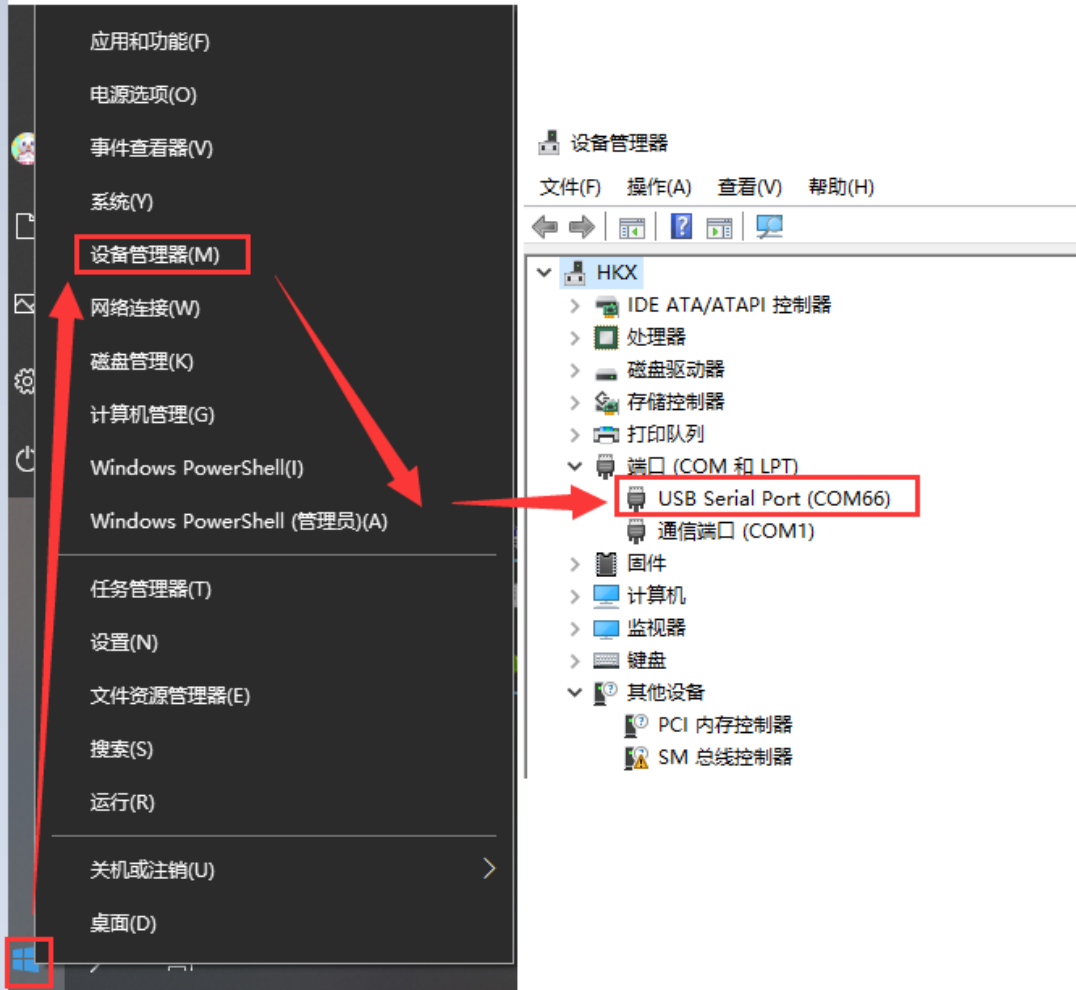 应用和功能(F)
电源选项(O)
事件查看器(V)
系统(Y)
设备管理器(M)
网络连接(W)
磁盘管理(K)
计算机管理(G)
Windows PowerShell(I)
Windows PowerShell (管理员)(A)
任务管理器(T)
设置(N)
文件资源管理器(E)
搜索(S)
运行(R)
关机或注销(U)
桌面(D)
设备管理器
文件(F) 操作(A) 查看(V) 帮助(H)
HKX
IDE ATA/ATAPI 控制器
处理器
磁盘驱动器
存储控制器
打印队列
端口 (COM 和 LPT)
USB Serial Port (COM66)
通信端口 (COM1)
固件
计算机
监视器
键盘
其他设备
PCI 内存控制器
SM 总线控制器